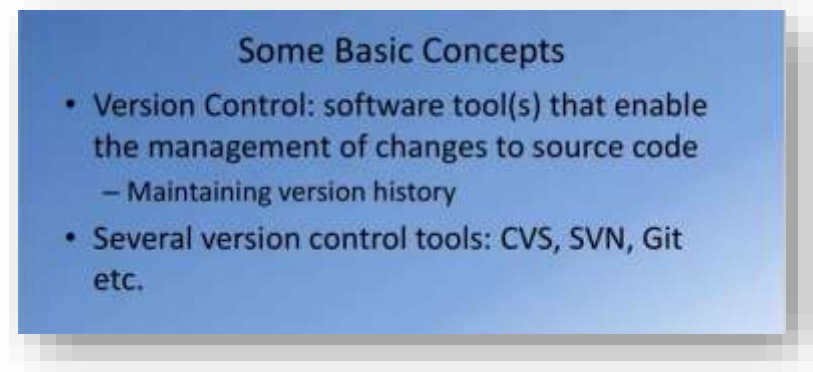 Some Basic Concepts
• Version Control: software tool(s) that enable
the management of changes to source code
– Maintaining version history
• Several version control tools: CVS, SVN, Git
etc.